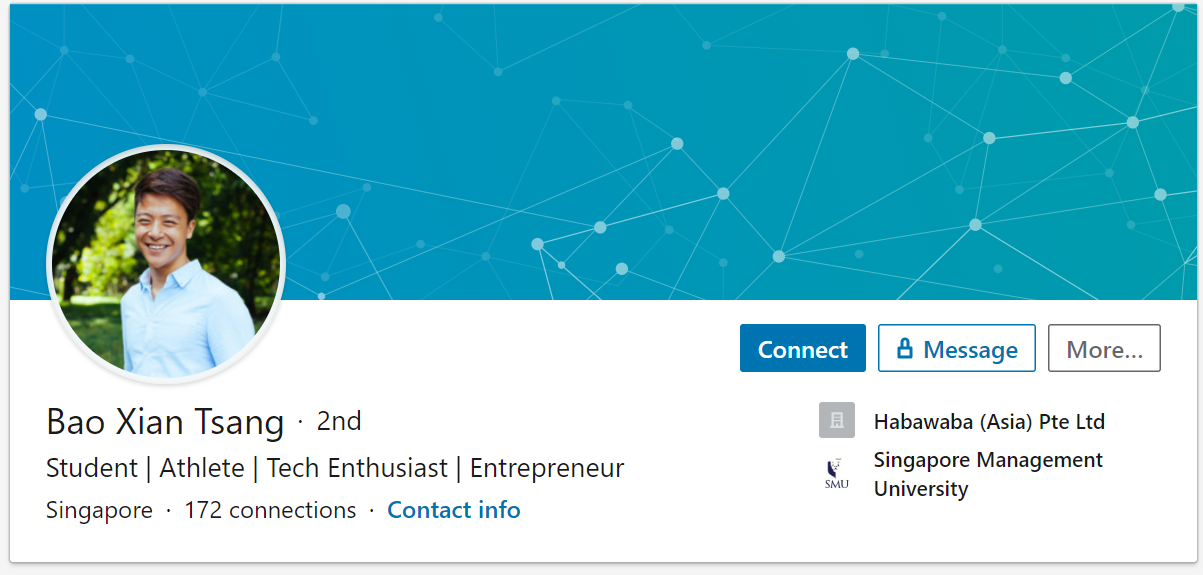 Connect
Message
More...
Bao Xian Tsang · 2nd
Student | Athlete | Tech Enthusiast | Entrepreneur
Singapore · 172 connections · Contact info
Habawaba (Asia) Pte Ltd
SMU
Singapore Management
University